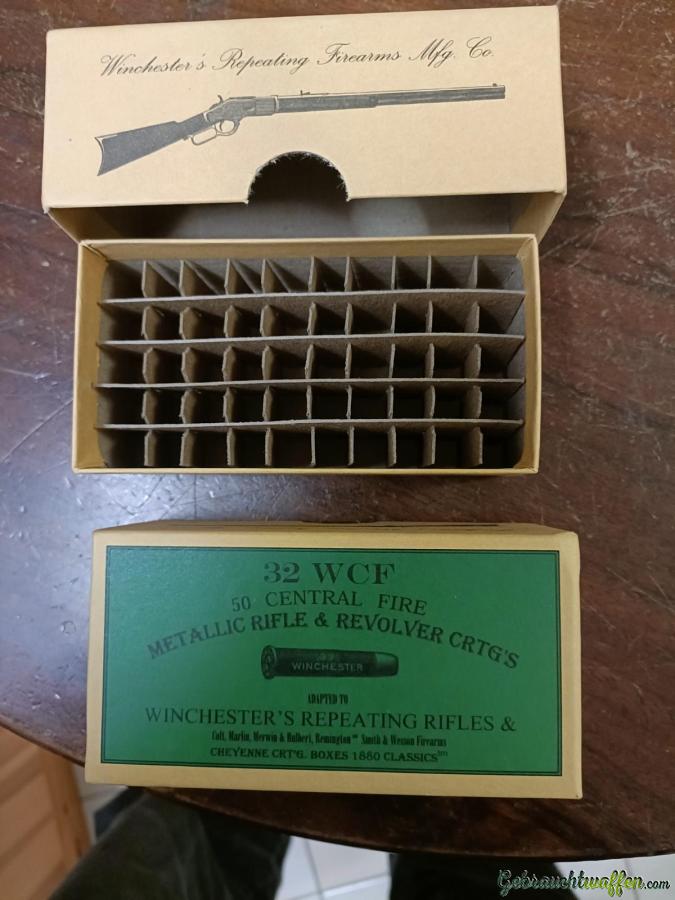 Winchester's Repeating Firearms Mfg. Co.
32 WCF
50 CENTRAL FIRE
METALLIC RIFLE & REVOLVER CRTG'S
WINCHESTER
ADAPTED TO
WINCHESTER'S REPEATING RIFLES &
Colt, Marlin, Merwin & Hulbert, Remington Smith & Wesson Firearms
CHEYENNE CRT'G. BOXES 1880 CLASSICS tm
Gebrauchtwaffen.com